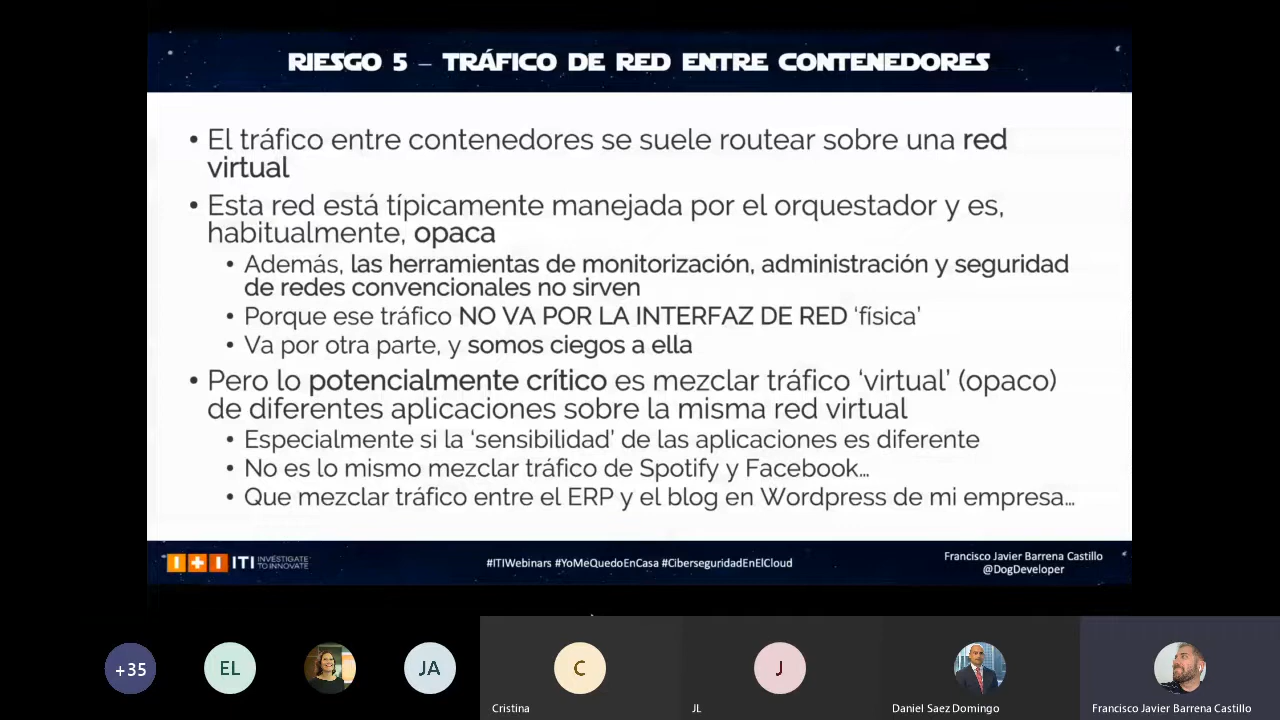 RIESGO 5 – TRÁFICO DE RED ENTRE CONTENEDORES
• El tráfico entre contenedores se suele routear sobre una red
virtual
• Esta red está típicamente manejada por el orquestador y es,
habitualmente, opaca
• Además, las herramientas de monitorización, administración y seguridad
de redes convencionales no sirven
• Porque ese tráfico NO VA POR LA INTERFAZ DE RED ‘física’
• Va por otra parte, y somos ciegos a ella
• Pero lo potencialmente crítico es mezclar tráfico ‘virtual’ (opaco)
de diferentes aplicaciones sobre la misma red virtual
• Especialmente si la ‘sensibilidad’ de las aplicaciones es diferente
• No es lo mismo mezclar tráfico de Spotify y Facebook…
• Que mezclar tráfico entre el ERP y el blog en Wordpress de mi empresa…
I+I ITI INVESTIGATE
TO INNOVATE
#ITIWebinars #YoMeQuedoEnCasa #CiberseguridadEnElCloud
Francisco Javier Barrena Castillo
@DogDeveloper
+35
EL
JA
C
J
Cristina
JL
Daniel Saez Domingo
Francisco Javier Barrena Castillo